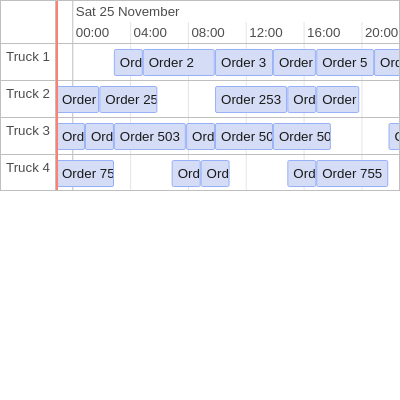 Sat 25 November
00:00 04:00 08:00 12:00 16:00 20:00
Truck 1 Ord Order 2 Order 3 Order Order 5 Ord
Truck 2 Order Order 25 Order 253 Ord Order
Truck 3 Ord Ord Order 503 Ord Order 50 Order 50
Truck 4 Order 75 Ord Ord Ord Order 755